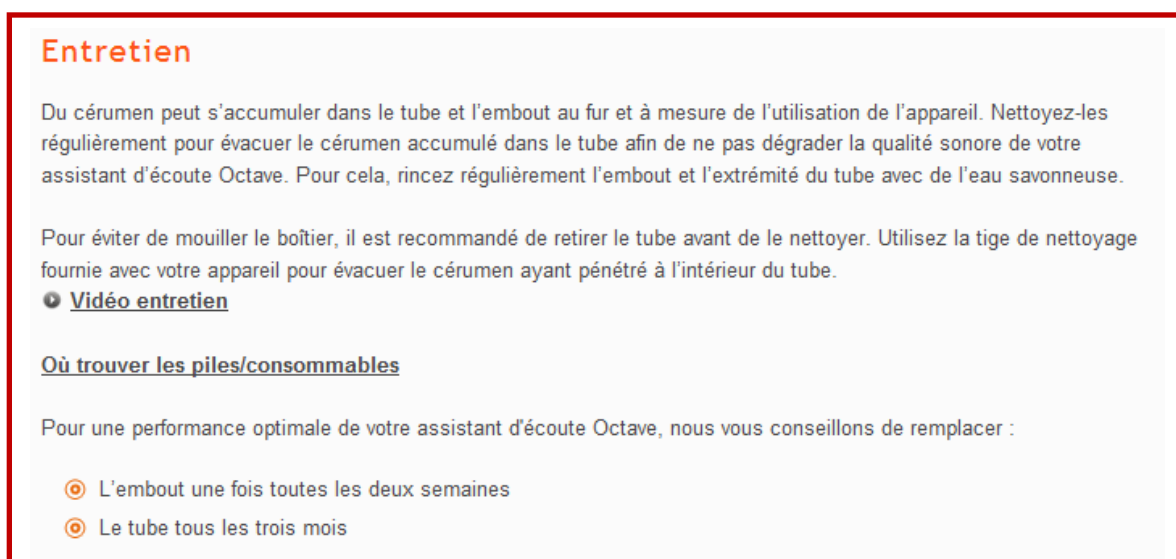 Entretien
Du cérumen peut s’accumuler dans le tube et l’embout au fur et à mesure de l’utilisation de l’appareil. Nettoyez-les
régulièrement pour évacuer le cérumen accumulé dans le tube afin de ne pas dégrader la qualité sonore de votre
assistant d’écoute Octave. Pour cela, rincez régulièrement l’embout et l’extrémité du tube avec de l’eau savonneuse.
Pour éviter de mouiller le boîtier, il est recommandé de retirer le tube avant de le nettoyer. Utilisez la tige de nettoyage
fournie avec votre appareil pour évacuer le cérumen ayant pénétré à l’intérieur du tube.
Vidéo entretien
Où trouver les piles/consommables
Pour une performance optimale de votre assistant d'écoute Octave, nous vous conseillons de remplacer :
L’embout une fois toutes les deux semaines
Le tube tous les trois mois